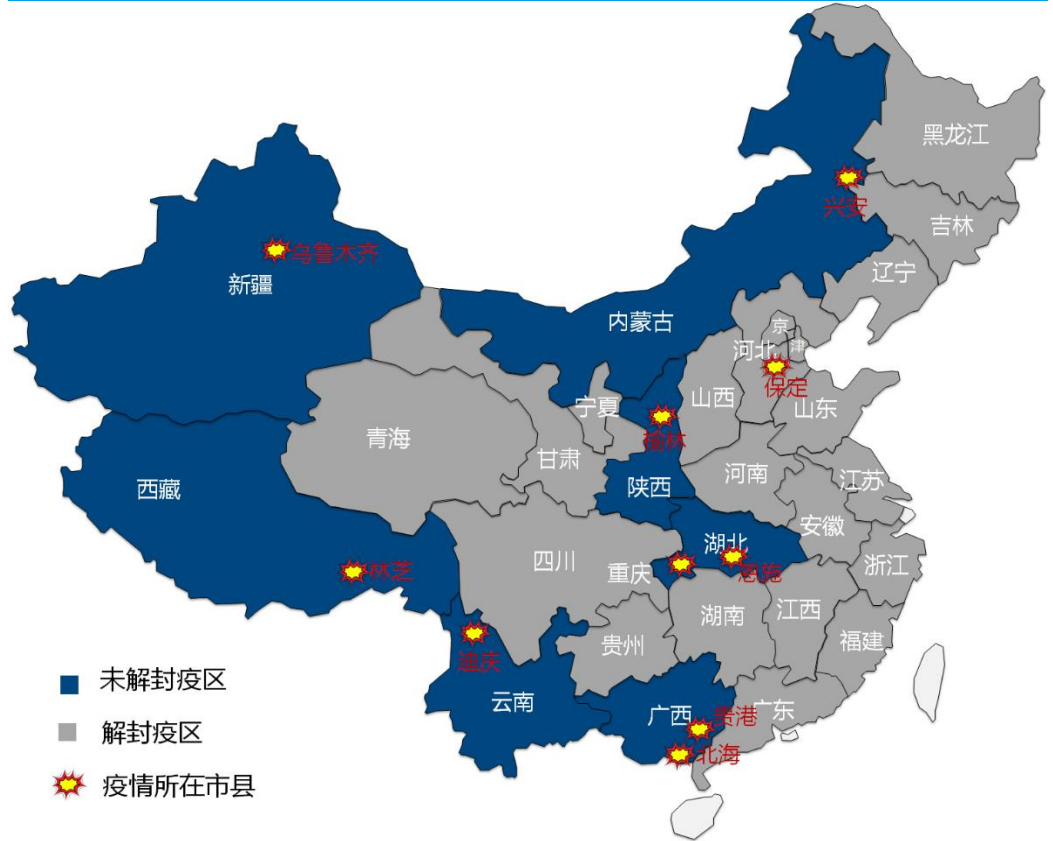 黑龙江
兴安
吉林
乌鲁木齐
辽宁
新疆
内蒙古
京
津
河北
保定
宁夏
山西
山东
榆林
青海
甘肃
河南
江苏
陕西
西藏
安徽
湖北
四川
重庆
恩施
浙江
林芝
湖南
江西
福建
迪庆
贵州
未解封疫区
云南
广西
贵港
广东
解封疫区
北海
疫情所在市县